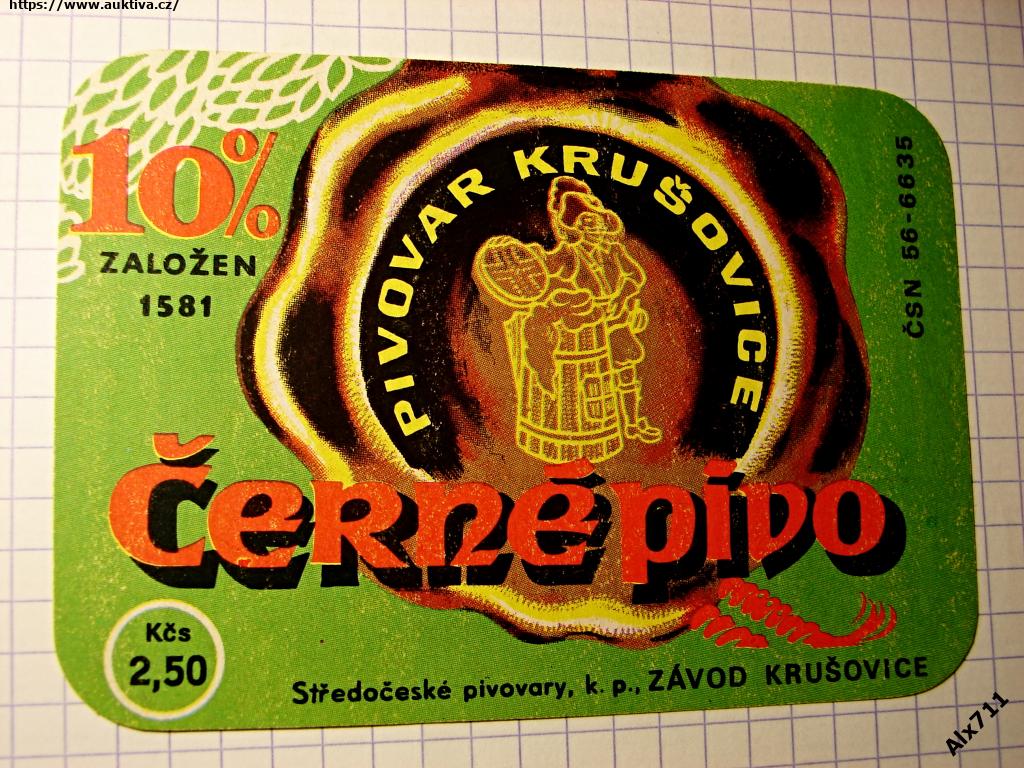 https://www.auktiva.cz/
10%
ZALOŽEN
1581
PIVOVAR KRUŠOVICE
ČSN 56-6635
Černé pivo
Kčs
2,50
Středočeské pivovary, k. p., ZÁVOD KRUŠOVICE
Alx711